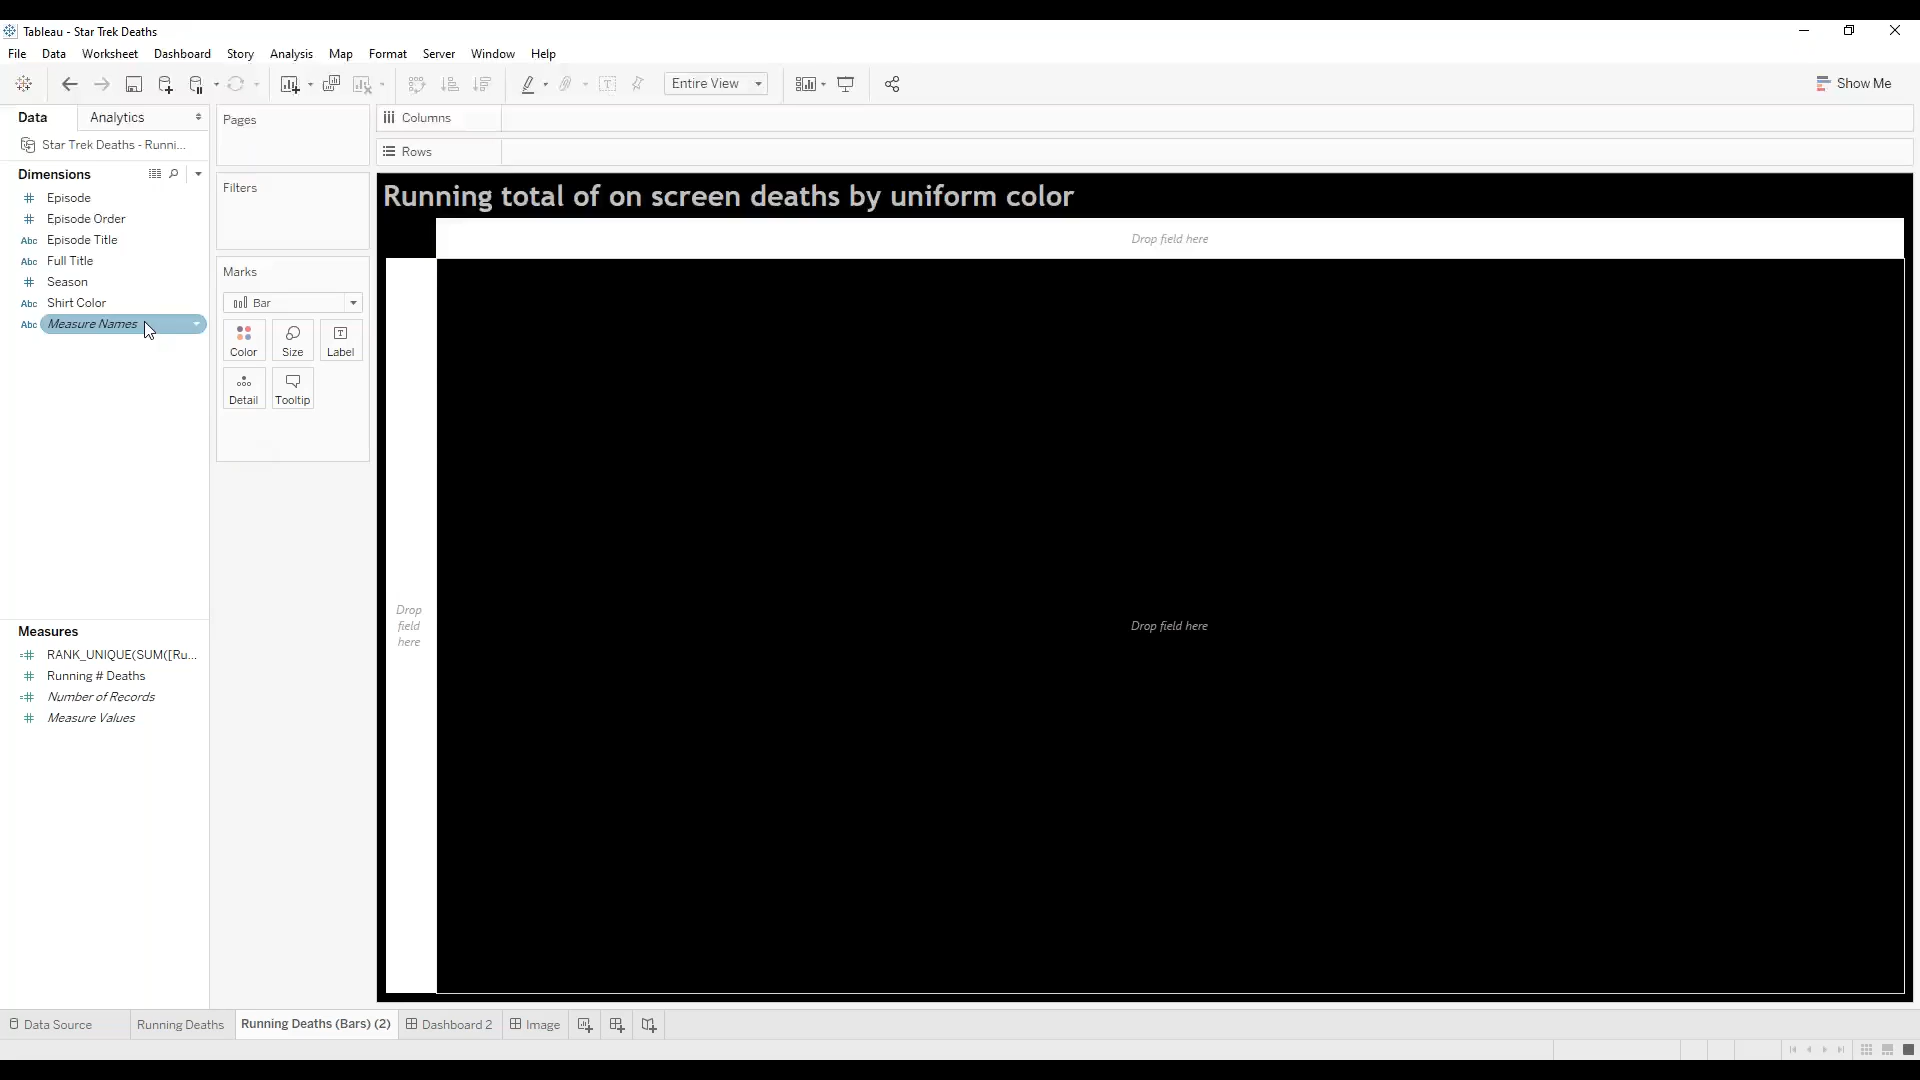 Tableau - Star Trek Deaths
File Data Worksheet Dashboard Story Analysis Map Format Server Window Help
Entire View
Show Me
Data Analytics
Star Trek Deaths - Runni...
Dimensions
Episode
Episode Order
Abc Episode Title
Abc Full Title
Season
Abc Shirt Color
Abc Measure Names
Measures
RANK_UNIQUE(SUM([Ru...
Running # Deaths
Number of Records
Measure Values
Pages
Filters
Marks
Bar
Color Size Label
Detail Tooltip
Columns
Rows
Running total of on screen deaths by uniform color
Drop field here
Drop
field
here
Drop field here
Data Source Running Deaths Running Deaths (Bars) (2) Dashboard 2 Image